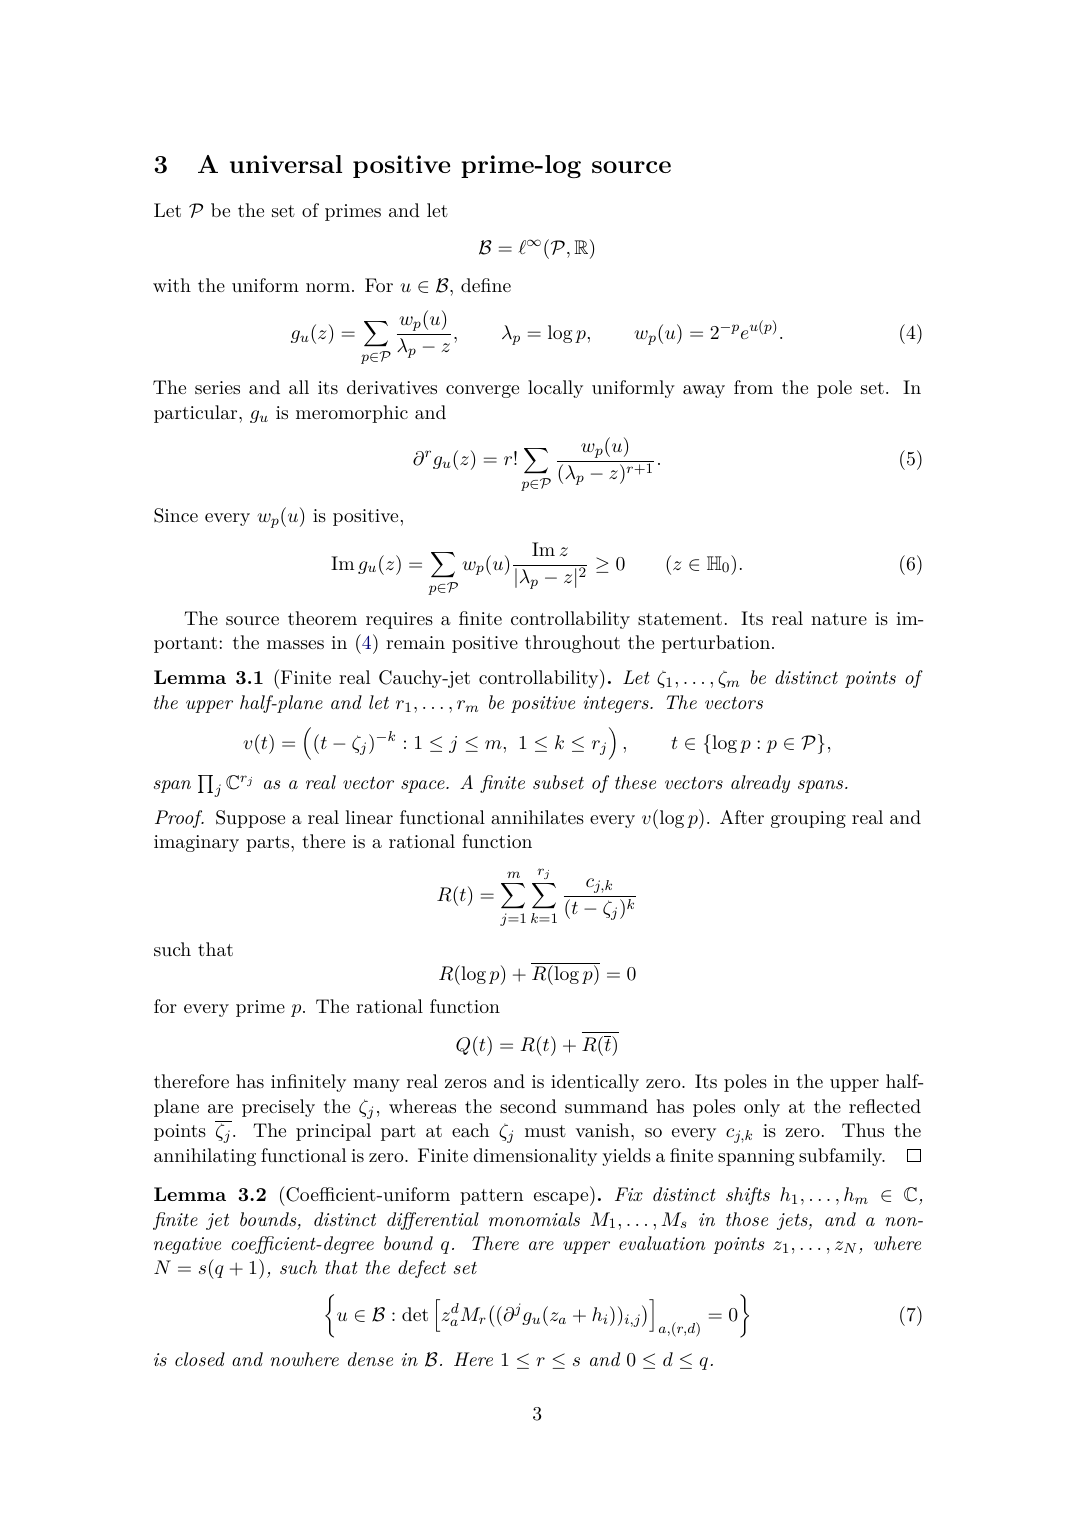 3 A universal positive prime-log source
Let 𝒫 be the set of primes and let
ℬ = ℓ^∞(𝒫, ℝ)
with the uniform norm. For u ∈ ℬ, define
g_u(z) = ∑_{p∈𝒫} w_p(u)/(λ_p − z), λ_p = log p, w_p(u) = 2^{−p}e^{u(p)}. (4)
The series and all its derivatives converge locally uniformly away from the pole set. In
particular, g_u is meromorphic and
∂^r g_u(z) = r! ∑_{p∈𝒫} w_p(u)/(λ_p − z)^{r+1}. (5)
Since every w_p(u) is positive,
Im g_u(z) = ∑_{p∈𝒫} w_p(u) Im z/|λ_p − z|^2 ≥ 0 (z ∈ ℍ_0). (6)
The source theorem requires a finite controllability statement. Its real nature is im-
portant: the masses in (4) remain positive throughout the perturbation.
Lemma 3.1 (Finite real Cauchy-jet controllability). Let ζ_1, . . . , ζ_m be distinct points of
the upper half-plane and let r_1, . . . , r_m be positive integers. The vectors
v(t) = ((t − ζ_j)^{−k} : 1 ≤ j ≤ m, 1 ≤ k ≤ r_j), t ∈ {log p : p ∈ 𝒫},
span ∏_j ℂ^{r_j} as a real vector space. A finite subset of these vectors already spans.
Proof. Suppose a real linear functional annihilates every v(log p). After grouping real and
imaginary parts, there is a rational function
R(t) = ∑_{j=1}^{m} ∑_{k=1}^{r_j} c_{j,k}/(t − ζ_j)^k
such that
R(log p) + \overline{R(log p)} = 0
for every prime p. The rational function
Q(t) = R(t) + \overline{R(\overline{t})}
therefore has infinitely many real zeros and is identically zero. Its poles in the upper half-
plane are precisely the ζ_j, whereas the second summand has poles only at the reflected
points \overline{ζ_j}. The principal part at each ζ_j must vanish, so every c_{j,k} is zero. Thus the
annihilating functional is zero. Finite dimensionality yields a finite spanning subfamily. □
Lemma 3.2 (Coefficient-uniform pattern escape). Fix distinct shifts h_1, . . . , h_m ∈ ℂ,
finite jet bounds, distinct differential monomials M_1, . . . , M_s in those jets, and a non-
negative coefficient-degree bound q. There are upper evaluation points z_1, . . . , z_N, where
N = s(q + 1), such that the defect set
{u ∈ ℬ : det [z_a^d M_r((∂^j g_u(z_a + h_i))_{i,j})]_{a,(r,d)} = 0} (7)
is closed and nowhere dense in ℬ. Here 1 ≤ r ≤ s and 0 ≤ d ≤ q.
3